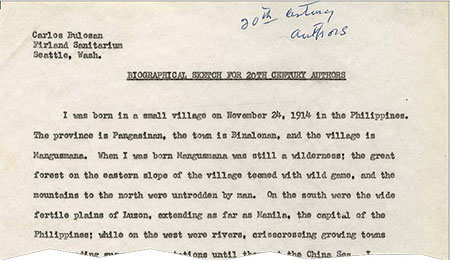 20th Century
Authors
Carlos Bulosan
Firland Sanitarium
Seattle, Wash.
BIOGRAPHICAL SKETCH FOR 20TH CENTURY AUTHORS
I was born in a small village on November 24, 1914 in the Philippines.
The province is Pangasinan, the town is Binalonan, and the village is
Mangusmana. When I was born Mangusmana was still a wilderness; the great
forest on the eastern slope of the village teemed with wild game, and the
mountains to the north were untrodden by man. On the south were the wide
fertile plains of Luzon, extending as far as Manila, the capital of the
Philippines; while on the west were rivers, crisscrossing growing towns
until the China Sea. I